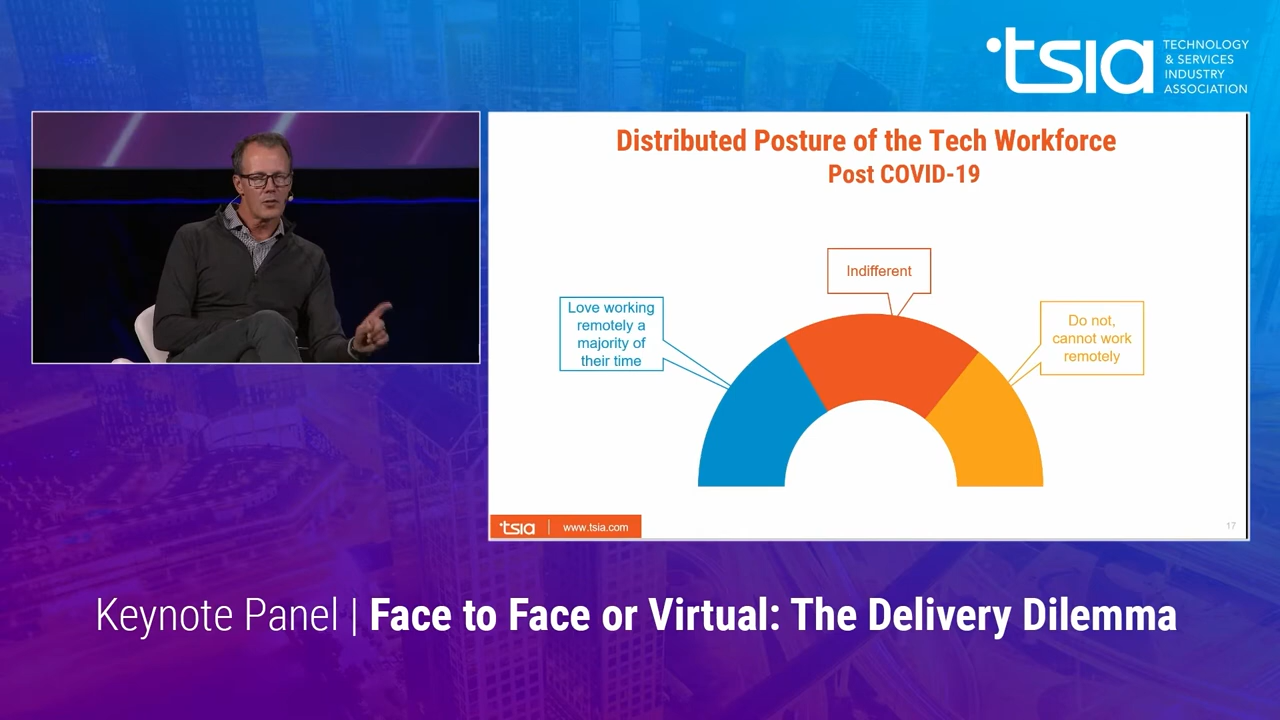 tsia
TECHNOLOGY
& SERVICES
INDUSTRY
ASSOCIATION
Distributed Posture of the Tech Workforce
Post COVID-19
Indifferent
Love working
remotely a
majority of
their time
Do not,
cannot work
remotely
tsia | www.tsia.com
17
Keynote Panel | Face to Face or Virtual: The Delivery Dilemma